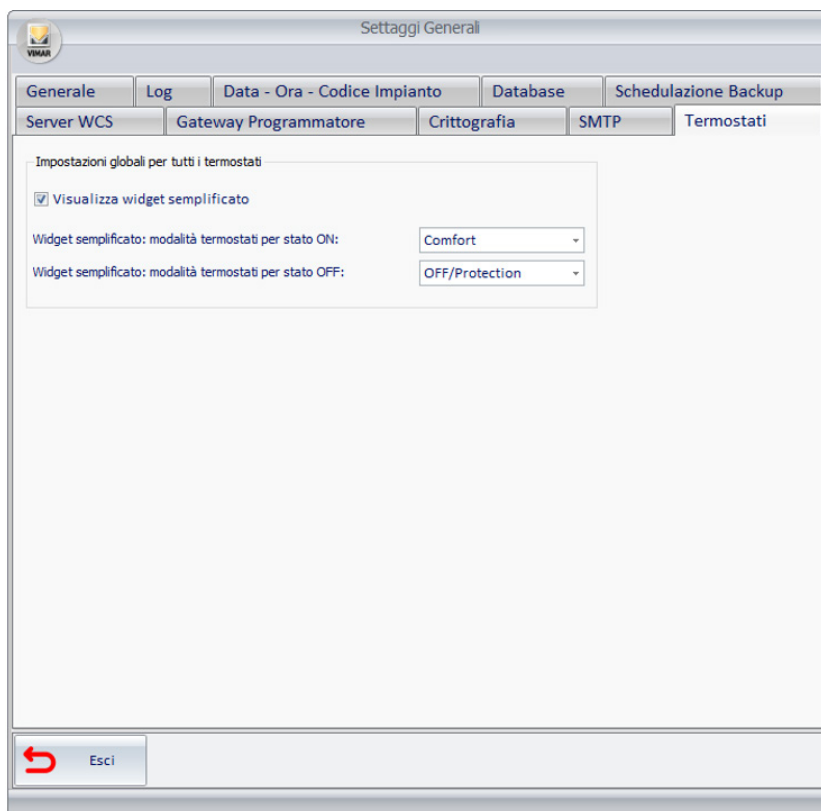 Settaggi Generali
VIMAR
Generale Log Data - Ora - Codice Impianto Database Schedulazione Backup
Server WCS Gateway Programmatore Crittografia SMTP Termostati
Impostazioni globali per tutti i termostati
Visualizza widget semplificato
Widget semplificato: modalità termostati per stato ON: Comfort
Widget semplificato: modalità termostati per stato OFF: OFF/Protection
Esci